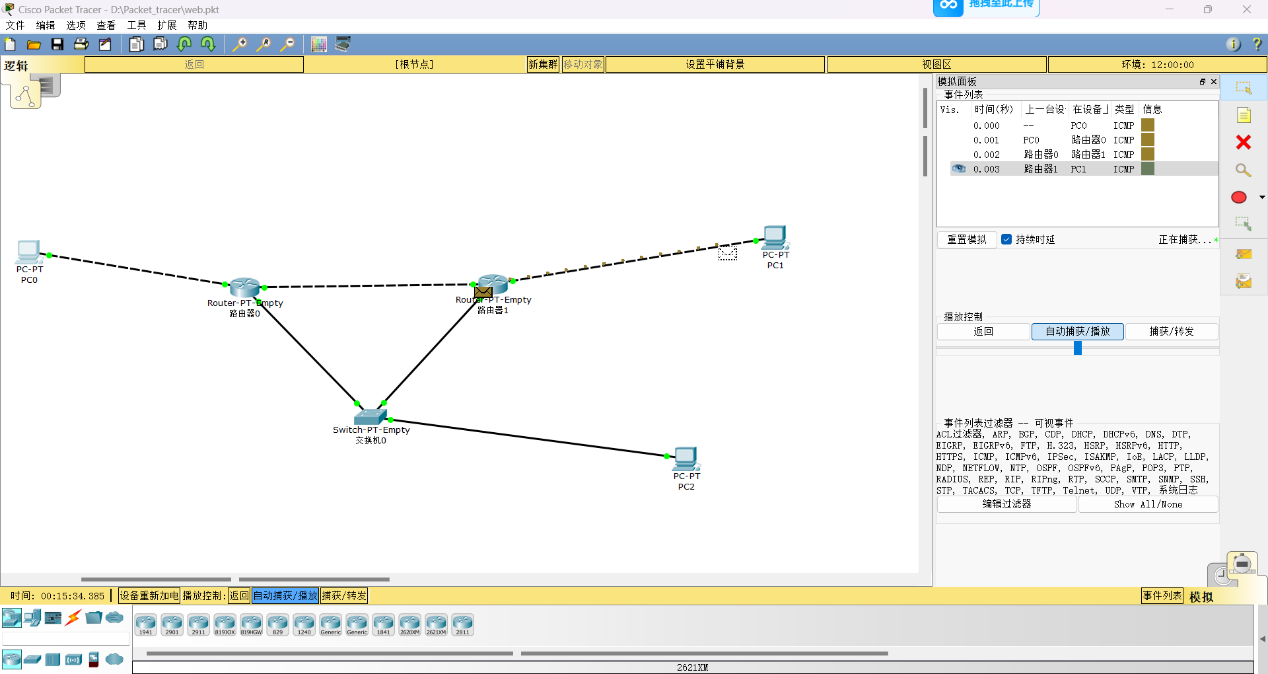 Cisco Packet Tracer - D:\Packet_tracer\web.pkt
拖拽至此上传
文件 编辑 选项 查看 工具 扩展 帮助
逻辑 返回 [根节点] 新集群 移动对象 设置平铺背景 视图区 环境: 12:00:00
模拟面板
事件列表
Vis. 时间(秒) 上一台设 在设备上 类型 信息
0.000 -- PC0 ICMP
0.001 PC0 路由器0 ICMP
0.002 路由器0 路由器1 ICMP
0.003 路由器1 PC1 ICMP
重置模拟 持续时延 正在捕获...
播放控制
返回 自动捕获/播放 捕获/转发
事件列表过滤器 -- 可视事件
ACL过滤器, ARP, BGP, CDP, DHCP, DHCPv6, DNS, DTP,
EIGRP, EIGRPv6, FTP, H.323, HSRP, HSRPv6, HTTP,
HTTPS, ICMP, ICMPv6, IPSec, ISAKMP, IoE, LACP, LLDP,
NDP, NETFLOW, NTP, OSPF, OSPFv6, PAgP, POP3, PTP,
RADIUS, REP, RIP, RIPng, RTP, SCCP, SMTP, SNMP, SSH,
STP, TACACS, TCP, TFTP, Telnet, UDP, VTP, 系统日志
编辑过滤器 Show All/None
PC-PT
PC0
Router-PT-Empty
路由器0
Router-PT-Empty
路由器1
PC-PT
PC1
Switch-PT-Empty
交换机0
PC-PT
PC2
时间: 00:15:34.385 设备重新加电 播放控制: 返回 自动捕获/播放 捕获/转发 事件列表 模拟
1941 2901 2911 819IOX 819HGW 829 1240 Generic Generic 1841 2620XM 2621XM 2811
2621XM